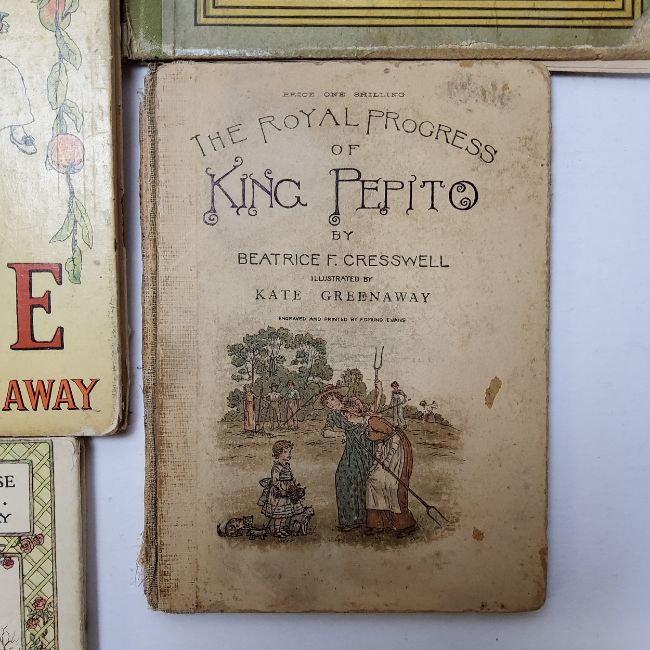 PRICE ONE SHILLING
THE ROYAL PROGRESS
OF
KING PEPITO
BY
BEATRICE F. CRESSWELL
ILLUSTRATED BY
KATE GREENAWAY
ENGRAVED AND PRINTED BY EDMUND EVANS
E
AWAY
SE
Y